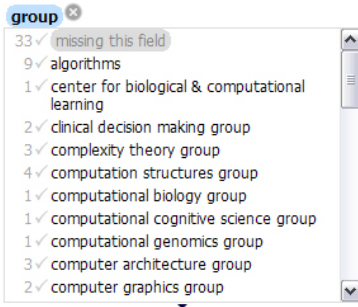 group
33 missing this field
9 algorithms
1 center for biological & computational
learning
2 clinical decision making group
3 complexity theory group
4 computation structures group
1 computational biology group
1 computational cognitive science group
1 computational genomics group
3 computer architecture group
2 computer graphics group